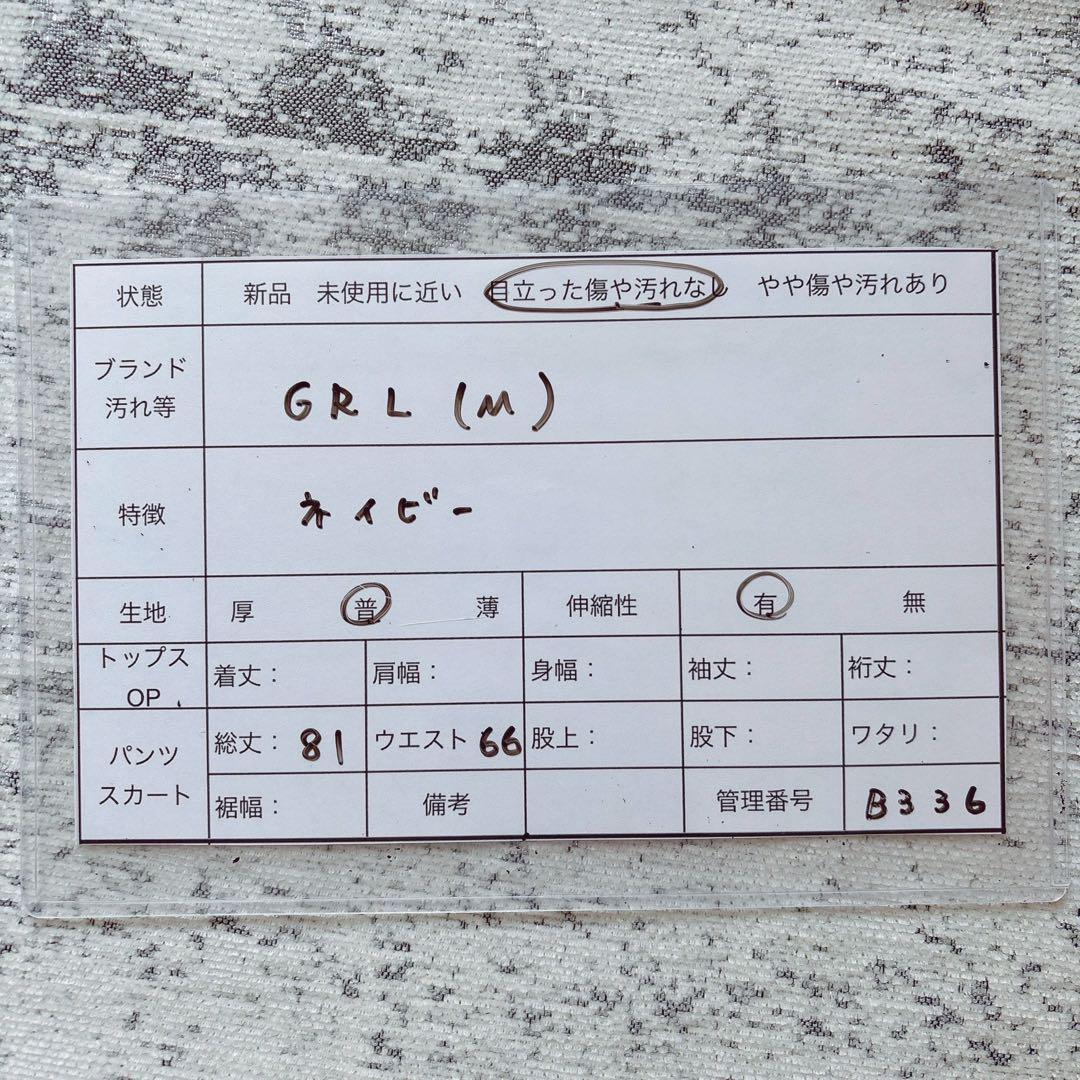 状態 新品 未使用に近い 目立った傷や汚れなし やや傷や汚れあり
ブランド
汚れ等
GRL (M)
特徴 ネイビー
生地 厚 普 薄 伸縮性 有 無
トップス
OP
着丈: 肩幅: 身幅: 袖丈: 裄丈:
パンツ
スカート
総丈: 81 ウエスト 66 股上: 股下: ワタリ:
裾幅: 備考 管理番号 B336